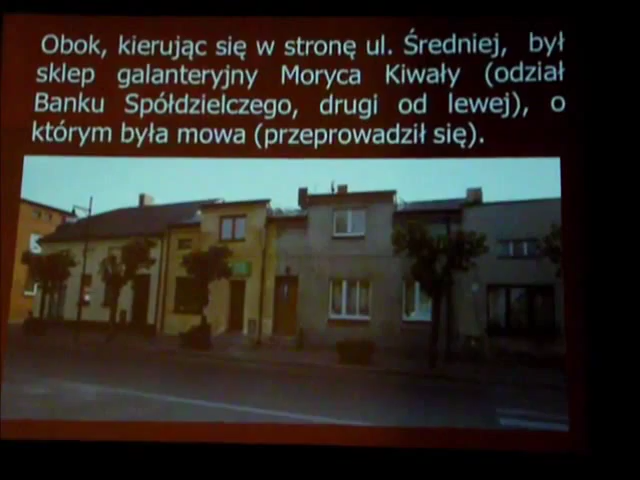 Obok, kierując się w stronę ul. Średniej, był
sklep galanteryjny Moryca Kiwały (odział
Banku Spółdzielczego, drugi od lewej), o
którym była mowa (przeprowadził się).